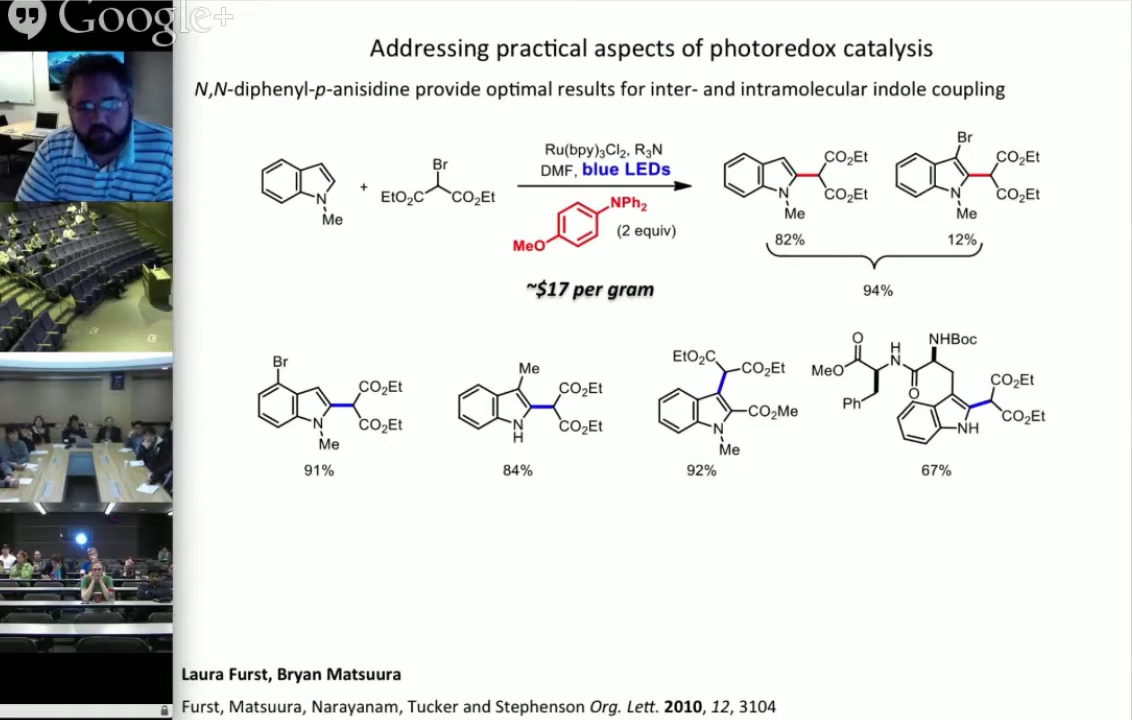 Google+
Addressing practical aspects of photoredox catalysis
N,N-diphenyl-p-anisidine provide optimal results for inter- and intramolecular indole coupling
N
Me
+
Br
EtO₂C
CO₂Et
Ru(bpy)₃Cl₂, R₃N
DMF, blue LEDs
NPh₂
MeO
(2 equiv)
~$17 per gram
CO₂Et
CO₂Et
N
Me
82%
Br
CO₂Et
CO₂Et
N
Me
12%
94%
Br
CO₂Et
CO₂Et
N
Me
91%
Me
CO₂Et
CO₂Et
N
H
84%
EtO₂C
CO₂Et
CO₂Me
N
Me
92%
O
MeO
H
N
NHBoc
O
Ph
CO₂Et
CO₂Et
NH
67%
Laura Furst, Bryan Matsuura
Furst, Matsuura, Narayanam, Tucker and Stephenson Org. Lett. 2010, 12, 3104